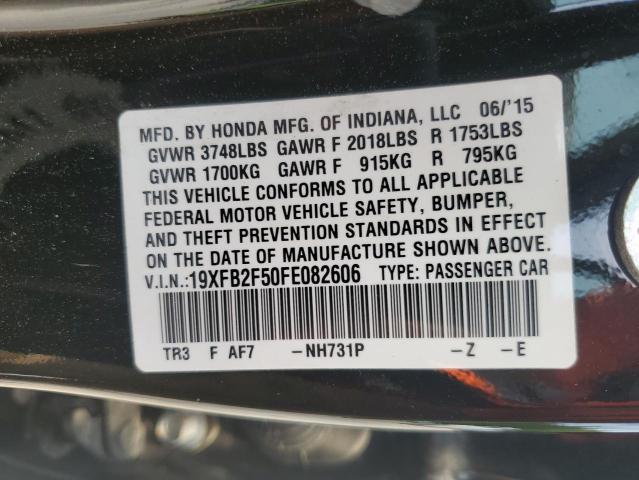 MFD. BY HONDA MFG. OF INDIANA, LLC 06/'15
GVWR 3748LBS GAWR F 2018LBS R 1753LBS
GVWR 1700KG GAWR F 915KG R 795KG
THIS VEHICLE CONFORMS TO ALL APPLICABLE
FEDERAL MOTOR VEHICLE SAFETY, BUMPER,
AND THEFT PREVENTION STANDARDS IN EFFECT
ON THE DATE OF MANUFACTURE SHOWN ABOVE.
V.I.N.:19XFB2F50FE082606 TYPE: PASSENGER CAR
TR3 F AF7 –NH731P –Z –E